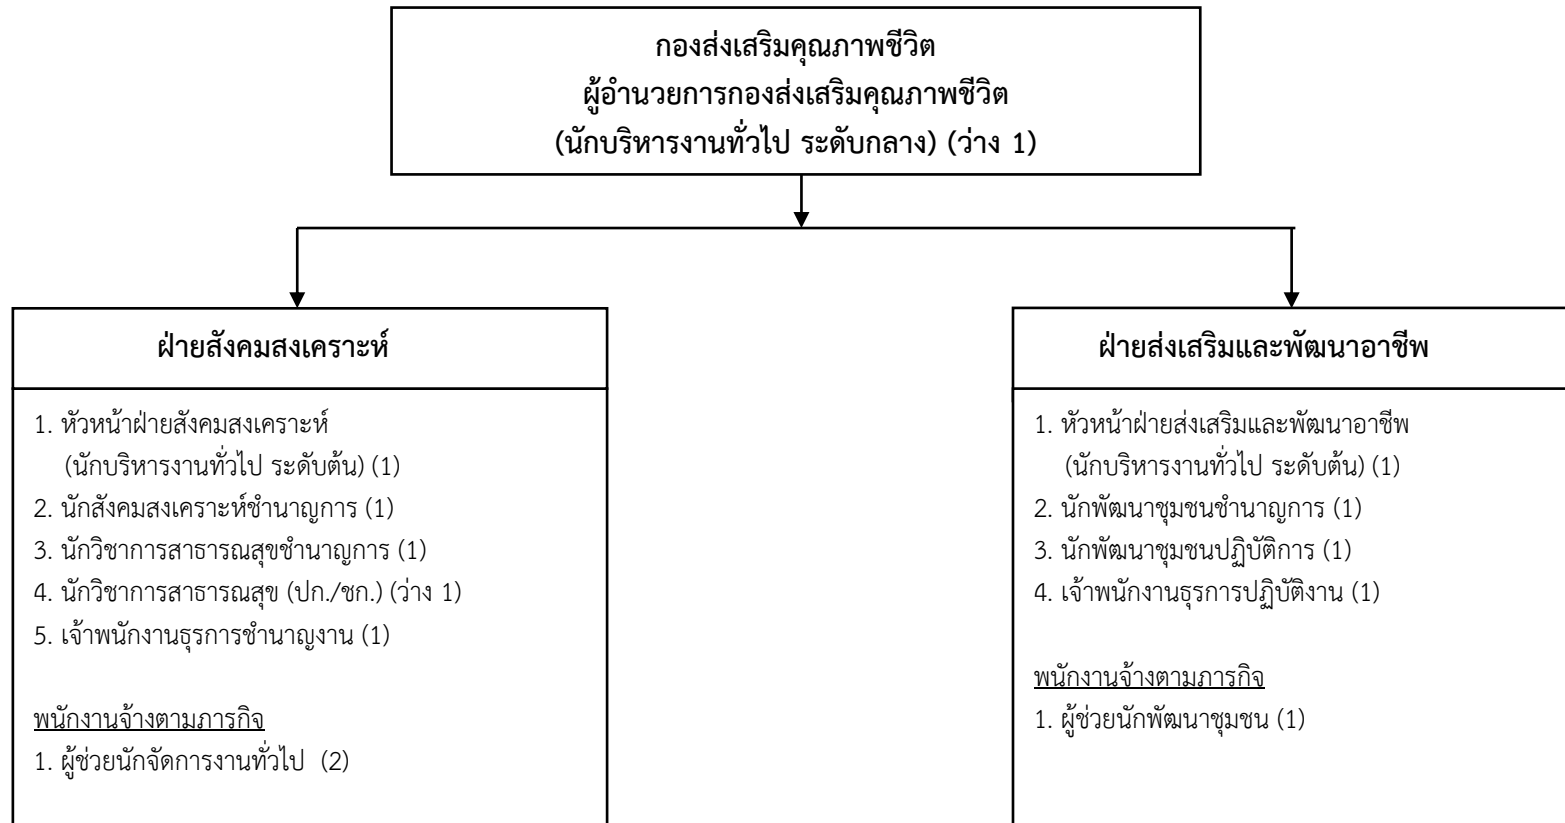 กองส่งเสริมคุณภาพชีวิต
ผู้อำนวยการกองส่งเสริมคุณภาพชีวิต
(นักบริหารงานทั่วไป ระดับกลาง) (ว่าง 1)
ฝ่ายสังคมสงเคราะห์
1. หัวหน้าฝ่ายสังคมสงเคราะห์
(นักบริหารงานทั่วไป ระดับต้น) (1)
2. นักสังคมสงเคราะห์ชำนาญการ (1)
3. นักวิชาการสาธารณสุขชำนาญการ (1)
4. นักวิชาการสาธารณสุข (ปก./ชก.) (ว่าง 1)
5. เจ้าพนักงานธุรการชำนาญงาน (1)
พนักงานจ้างตามภารกิจ
1. ผู้ช่วยนักจัดการงานทั่วไป (2)
ฝ่ายส่งเสริมและพัฒนาอาชีพ
1. หัวหน้าฝ่ายส่งเสริมและพัฒนาอาชีพ
(นักบริหารงานทั่วไป ระดับต้น) (1)
2. นักพัฒนาชุมชนชำนาญการ (1)
3. นักพัฒนาชุมชนปฏิบัติการ (1)
4. เจ้าพนักงานธุรการปฏิบัติงาน (1)
พนักงานจ้างตามภารกิจ
1. ผู้ช่วยนักพัฒนาชุมชน (1)